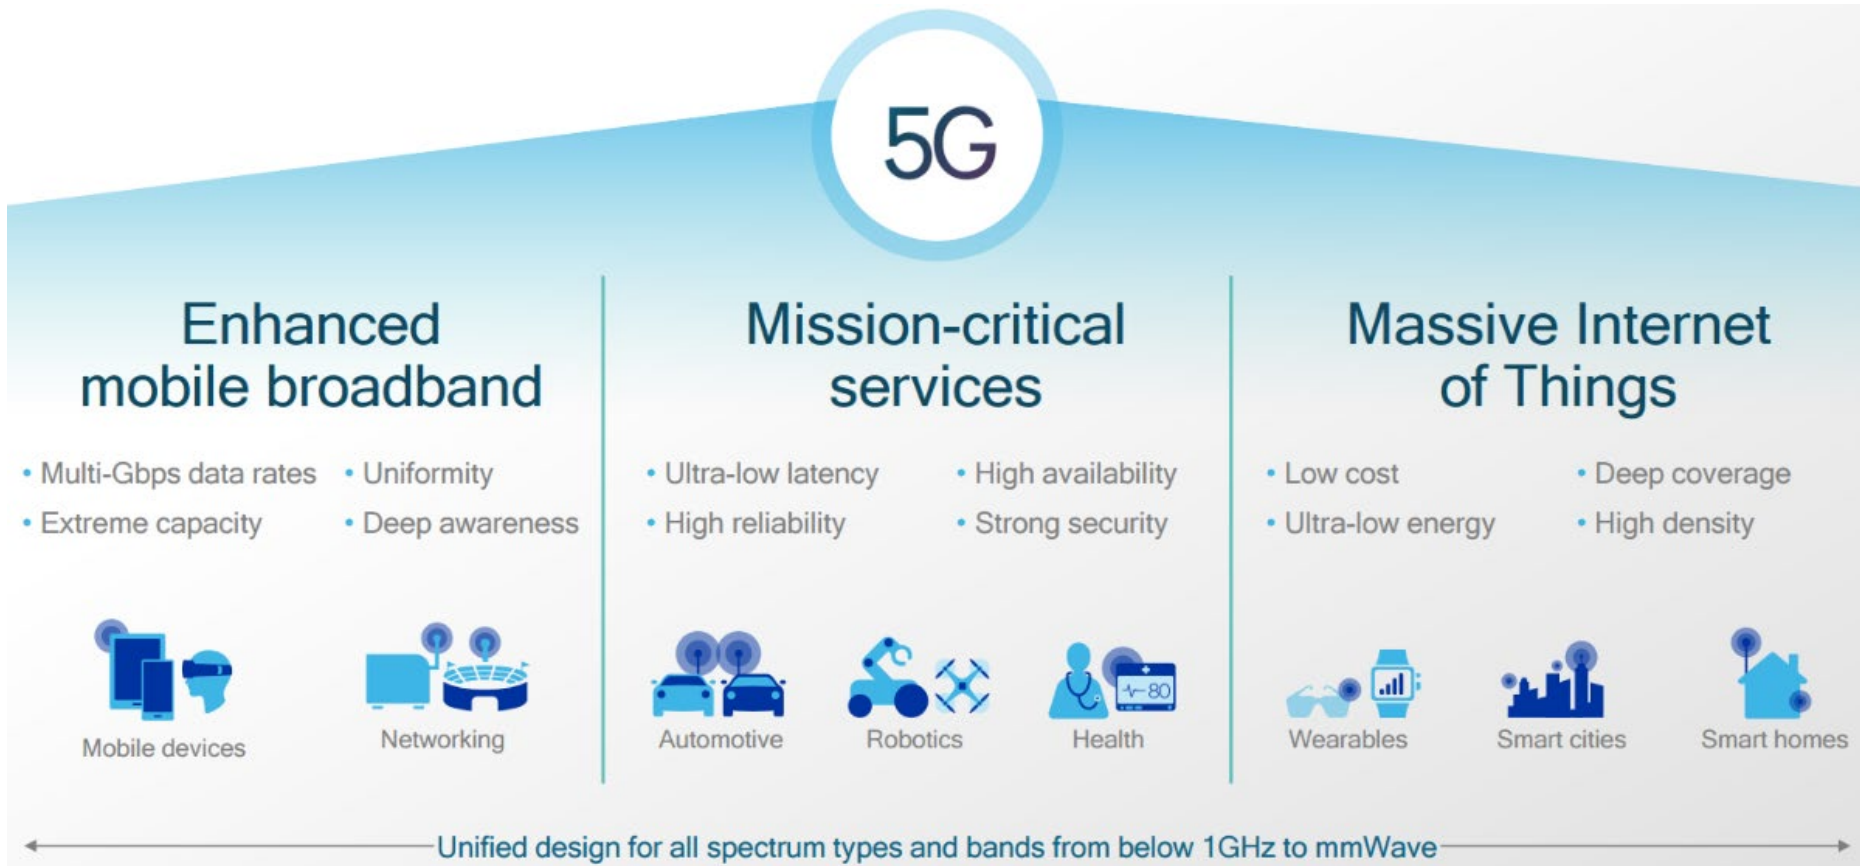 5G
Enhanced
mobile broadband
• Multi-Gbps data rates
• Extreme capacity
• Uniformity
• Deep awareness
Mobile devices
Networking
Mission-critical
services
• Ultra-low latency
• High reliability
• High availability
• Strong security
80
Automotive
Robotics
Health
Massive Internet
of Things
• Low cost
• Ultra-low energy
• Deep coverage
• High density
Wearables
Smart cities
Smart homes
Unified design for all spectrum types and bands from below 1GHz to mmWave